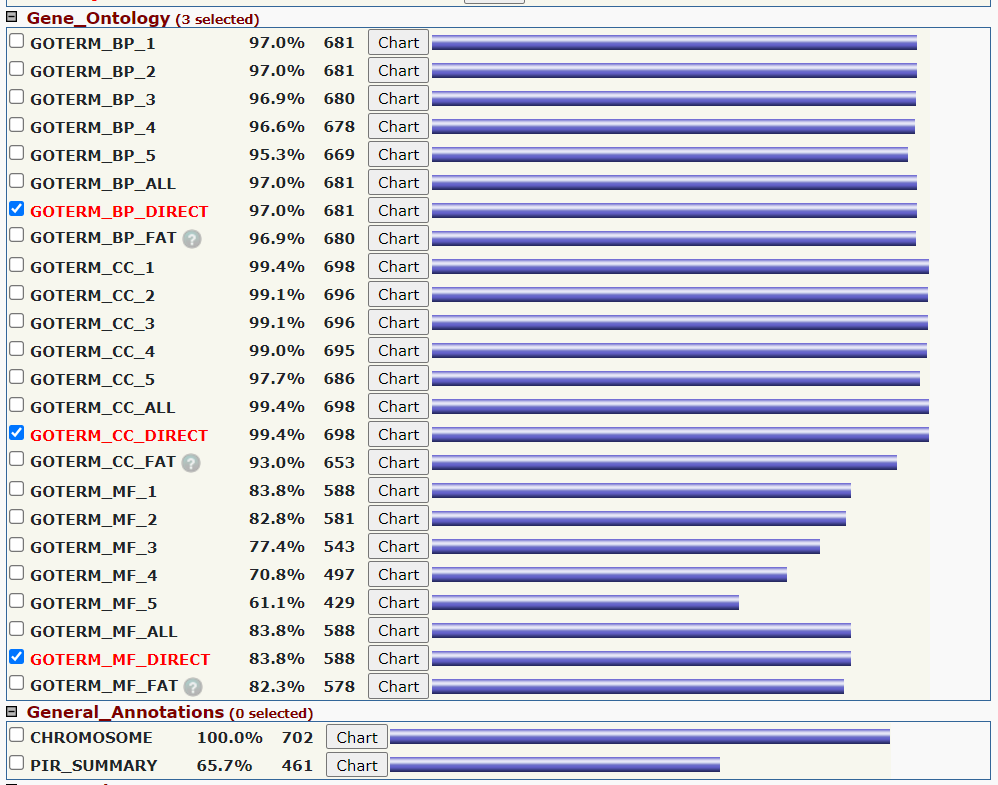 Gene_Ontology (3 selected)
GOTERM_BP_1 97.0% 681 Chart
GOTERM_BP_2 97.0% 681 Chart
GOTERM_BP_3 96.9% 680 Chart
GOTERM_BP_4 96.6% 678 Chart
GOTERM_BP_5 95.3% 669 Chart
GOTERM_BP_ALL 97.0% 681 Chart
GOTERM_BP_DIRECT 97.0% 681 Chart
GOTERM_BP_FAT ? 96.9% 680 Chart
GOTERM_CC_1 99.4% 698 Chart
GOTERM_CC_2 99.1% 696 Chart
GOTERM_CC_3 99.1% 696 Chart
GOTERM_CC_4 99.0% 695 Chart
GOTERM_CC_5 97.7% 686 Chart
GOTERM_CC_ALL 99.4% 698 Chart
GOTERM_CC_DIRECT 99.4% 698 Chart
GOTERM_CC_FAT ? 93.0% 653 Chart
GOTERM_MF_1 83.8% 588 Chart
GOTERM_MF_2 82.8% 581 Chart
GOTERM_MF_3 77.4% 543 Chart
GOTERM_MF_4 70.8% 497 Chart
GOTERM_MF_5 61.1% 429 Chart
GOTERM_MF_ALL 83.8% 588 Chart
GOTERM_MF_DIRECT 83.8% 588 Chart
GOTERM_MF_FAT ? 82.3% 578 Chart
General_Annotations (0 selected)
CHROMOSOME 100.0% 702 Chart
PIR_SUMMARY 65.7% 461 Chart